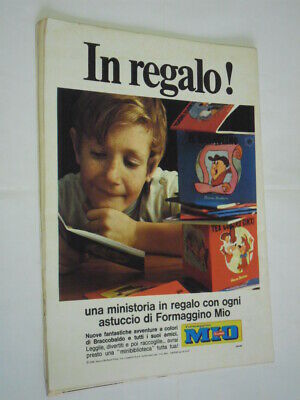 In regalo!
una ministoria in regalo con ogni
astuccio di Formaggino Mio
Nuove fantastiche avventure a colori
di Braccobaldo e tutti i suoi amici.
Leggile, divertiti e poi raccoglile... avrai
presto una "minibiblioteca" tutta tua!
MIO